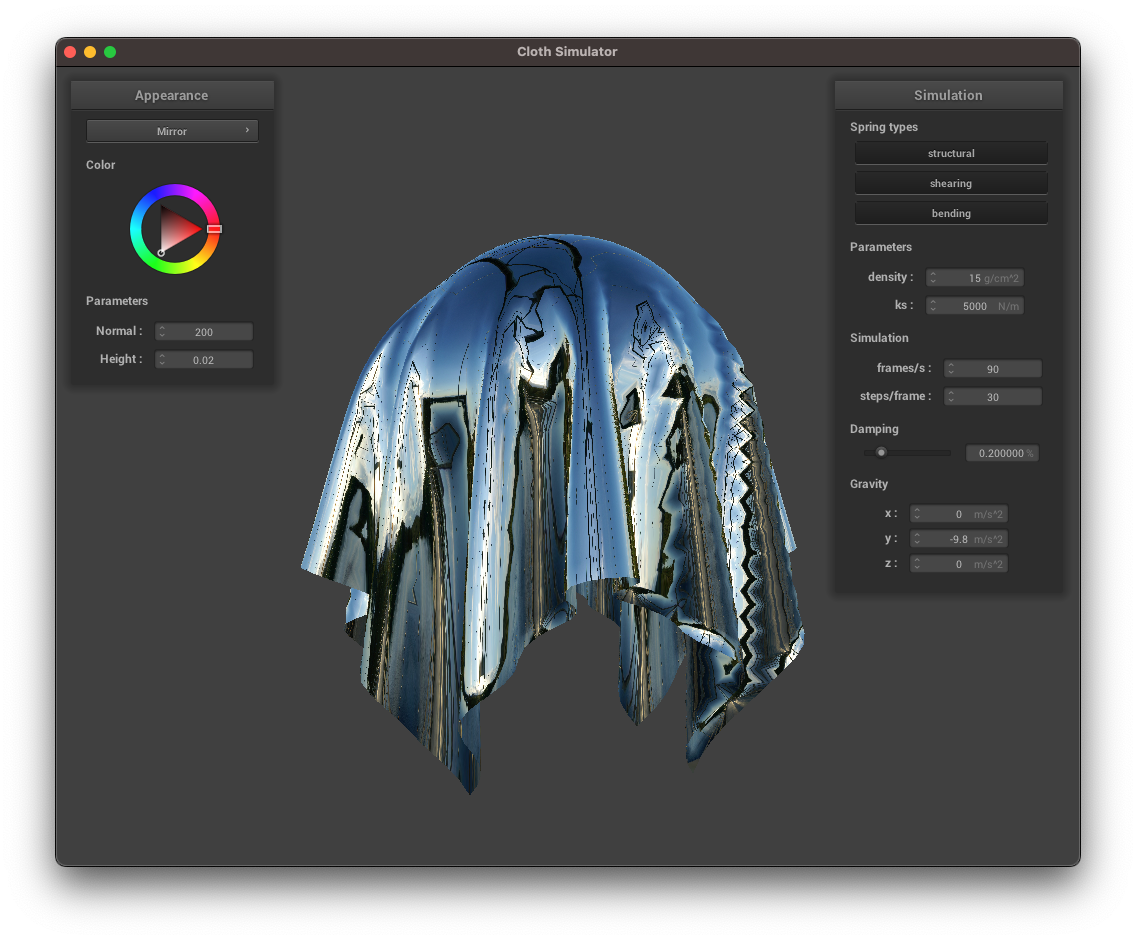 Cloth Simulator
Appearance
Mirror ›
Color
Parameters
Normal : 200
Height : 0.02
Simulation
Spring types
structural
shearing
bending
Parameters
density : 15 g/cm^2
ks : 5000 N/m
Simulation
frames/s : 90
steps/frame : 30
Damping
0.200000 %
Gravity
x : 0 m/s^2
y : -9.8 m/s^2
z : 0 m/s^2